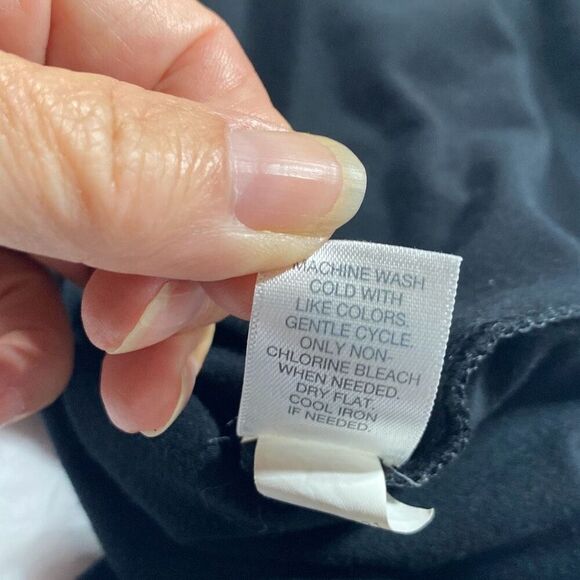 MACHINE WASH
COLD WITH
LIKE COLORS.
GENTLE CYCLE.
ONLY NON-
CHLORINE BLEACH
WHEN NEEDED.
DRY FLAT.
COOL IRON
IF NEEDED.